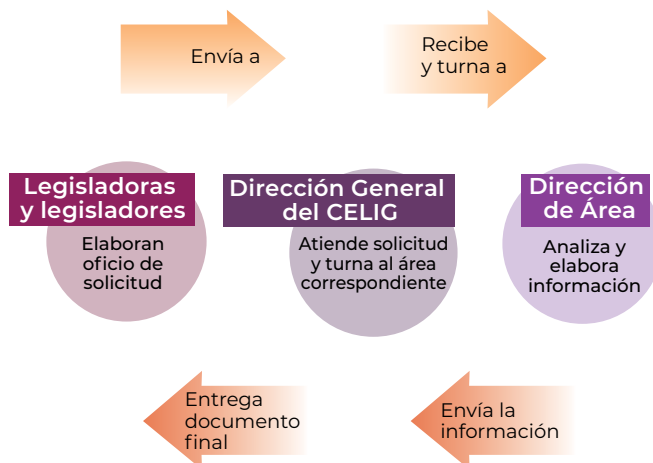 Envía a
Recibe
y turna a
Legisladoras
y legisladores
Elaboran
oficio de
solicitud
Dirección General
del CELIG
Atiende solicitud
y turna al área
correspondiente
Dirección
de Área
Analiza y
elabora
información
Entrega
documento
final
Envía la
información